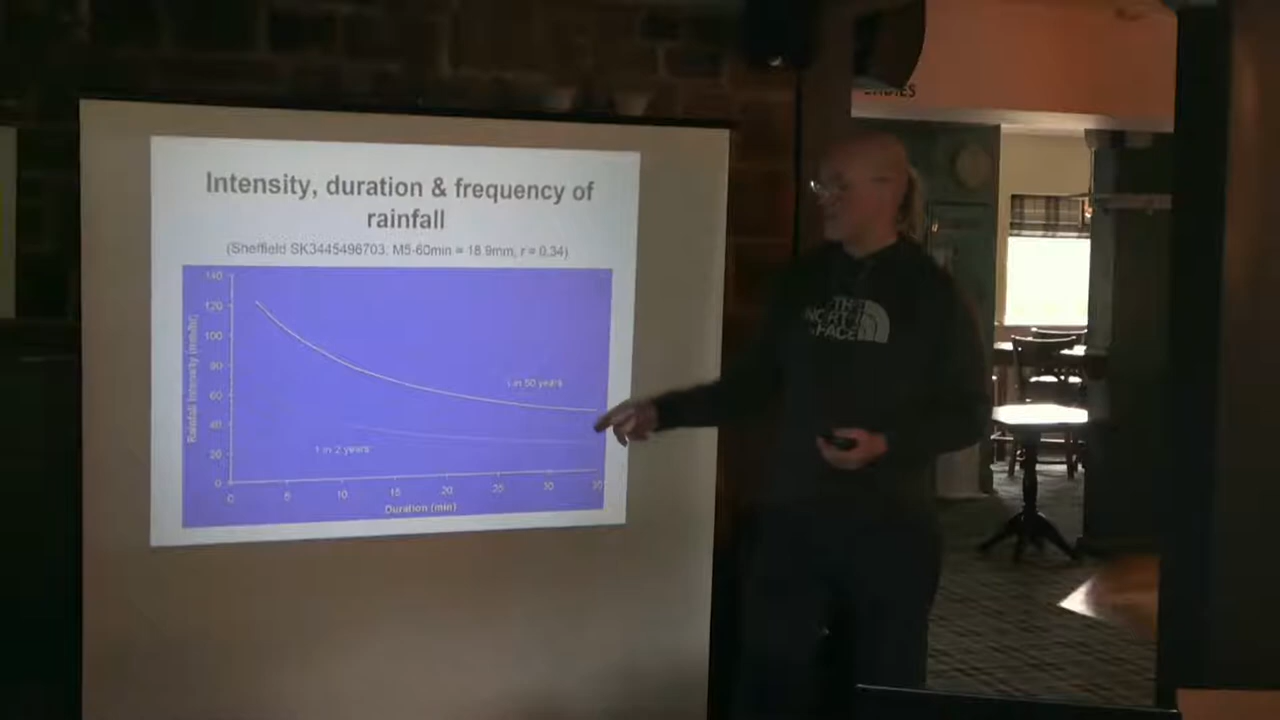 Intensity, duration & frequency of
rainfall
(Sheffield SK3445496703; M5-60min = 18.9mm, r = 0.34)
140
120
100
80
60
40
20
0
Rainfall Intensity (mm/hr)
1 in 50 years
1 in 2 years
0 5 10 15 20 25 30 35
Duration (min)
THE
NORTH
FACE